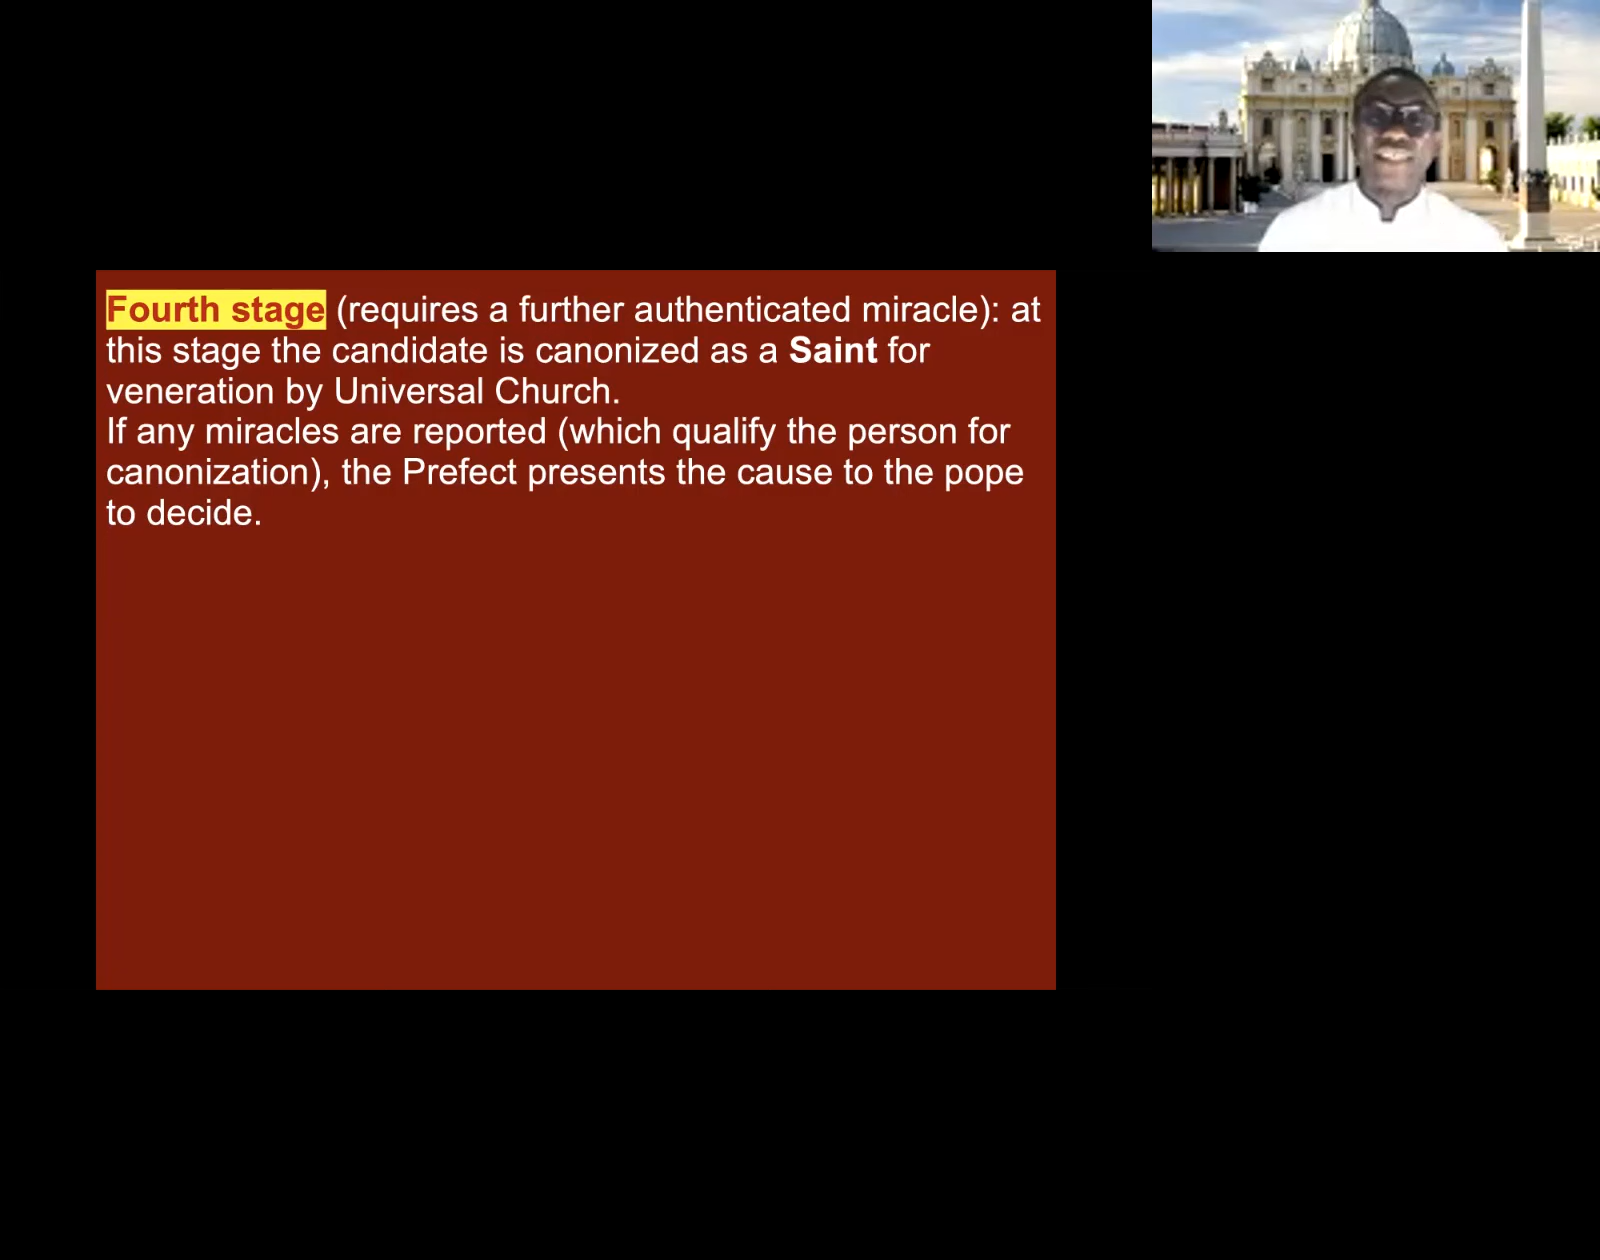 Fourth stage (requires a further authenticated miracle): at
this stage the candidate is canonized as a Saint for
veneration by Universal Church.
If any miracles are reported (which qualify the person for
canonization), the Prefect presents the cause to the pope
to decide.